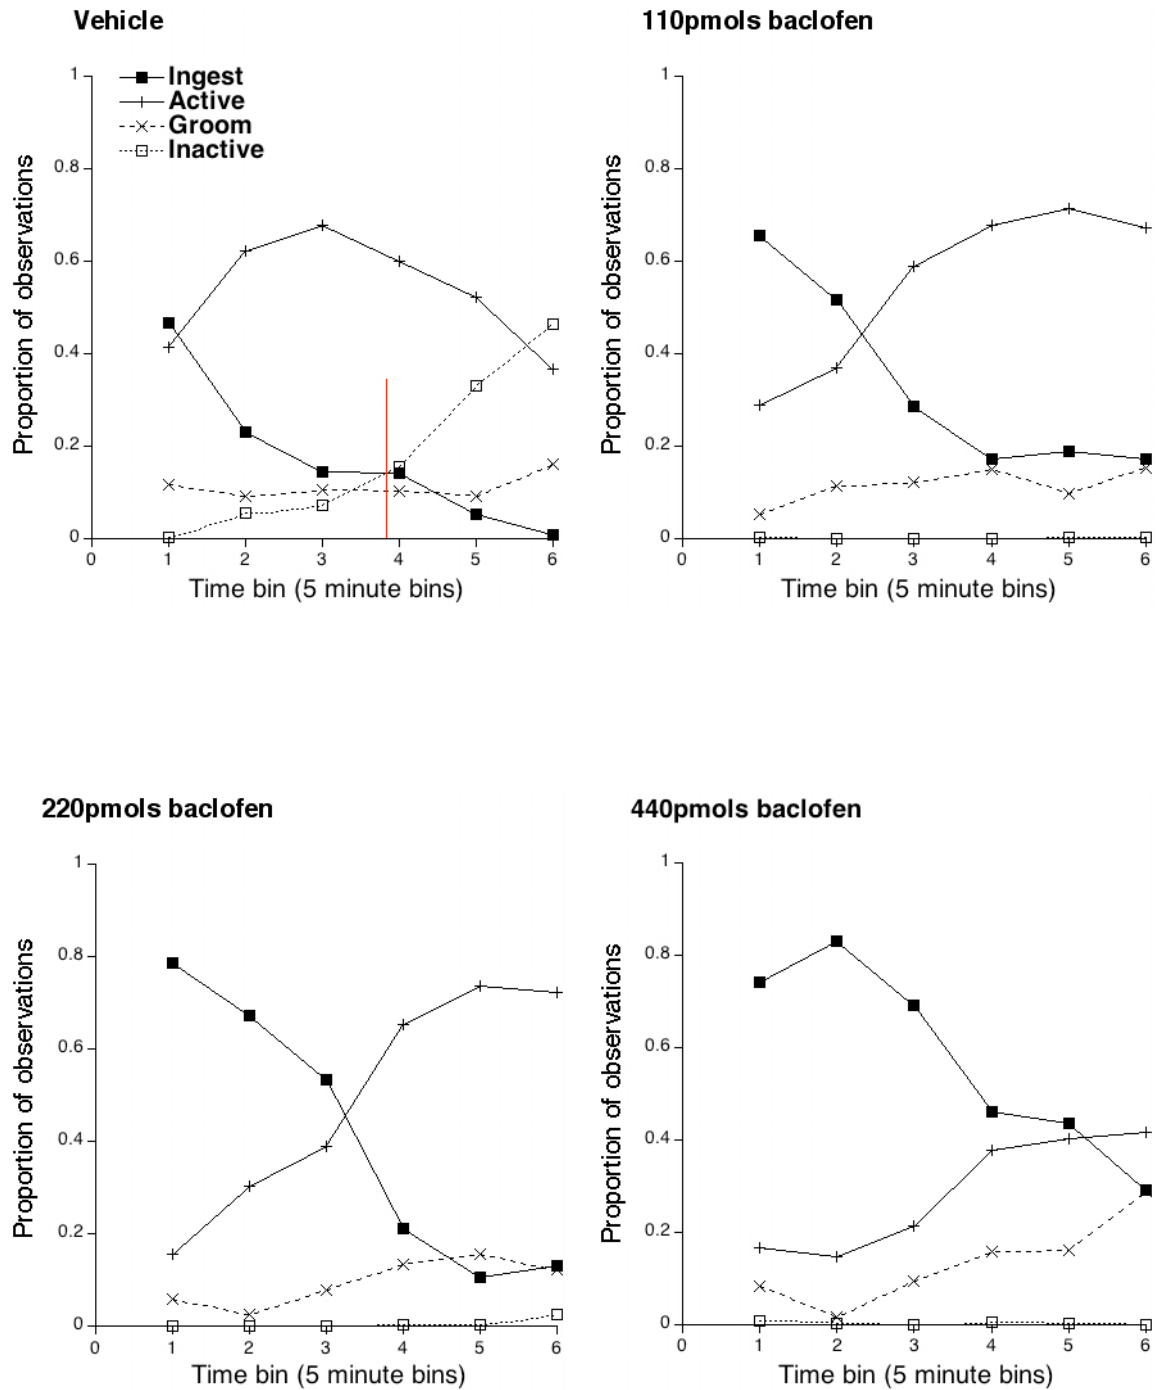 Vehicle
Ingest
Active
Groom
Inactive
1
0.8
0.6
0.4
0.2
0
0 1 2 3 4 5 6
Proportion of observations
Time bin (5 minute bins)
110pmols baclofen
1
0.8
0.6
0.4
0.2
0
0 1 2 3 4 5 6
Proportion of observations
Time bin (5 minute bins)
220pmols baclofen
1
0.8
0.6
0.4
0.2
0
0 1 2 3 4 5 6
Proportion of observations
Time bin (5 minute bins)
440pmols baclofen
1
0.8
0.6
0.4
0.2
0
0 1 2 3 4 5 6
Proportion of observations
Time bin (5 minute bins)